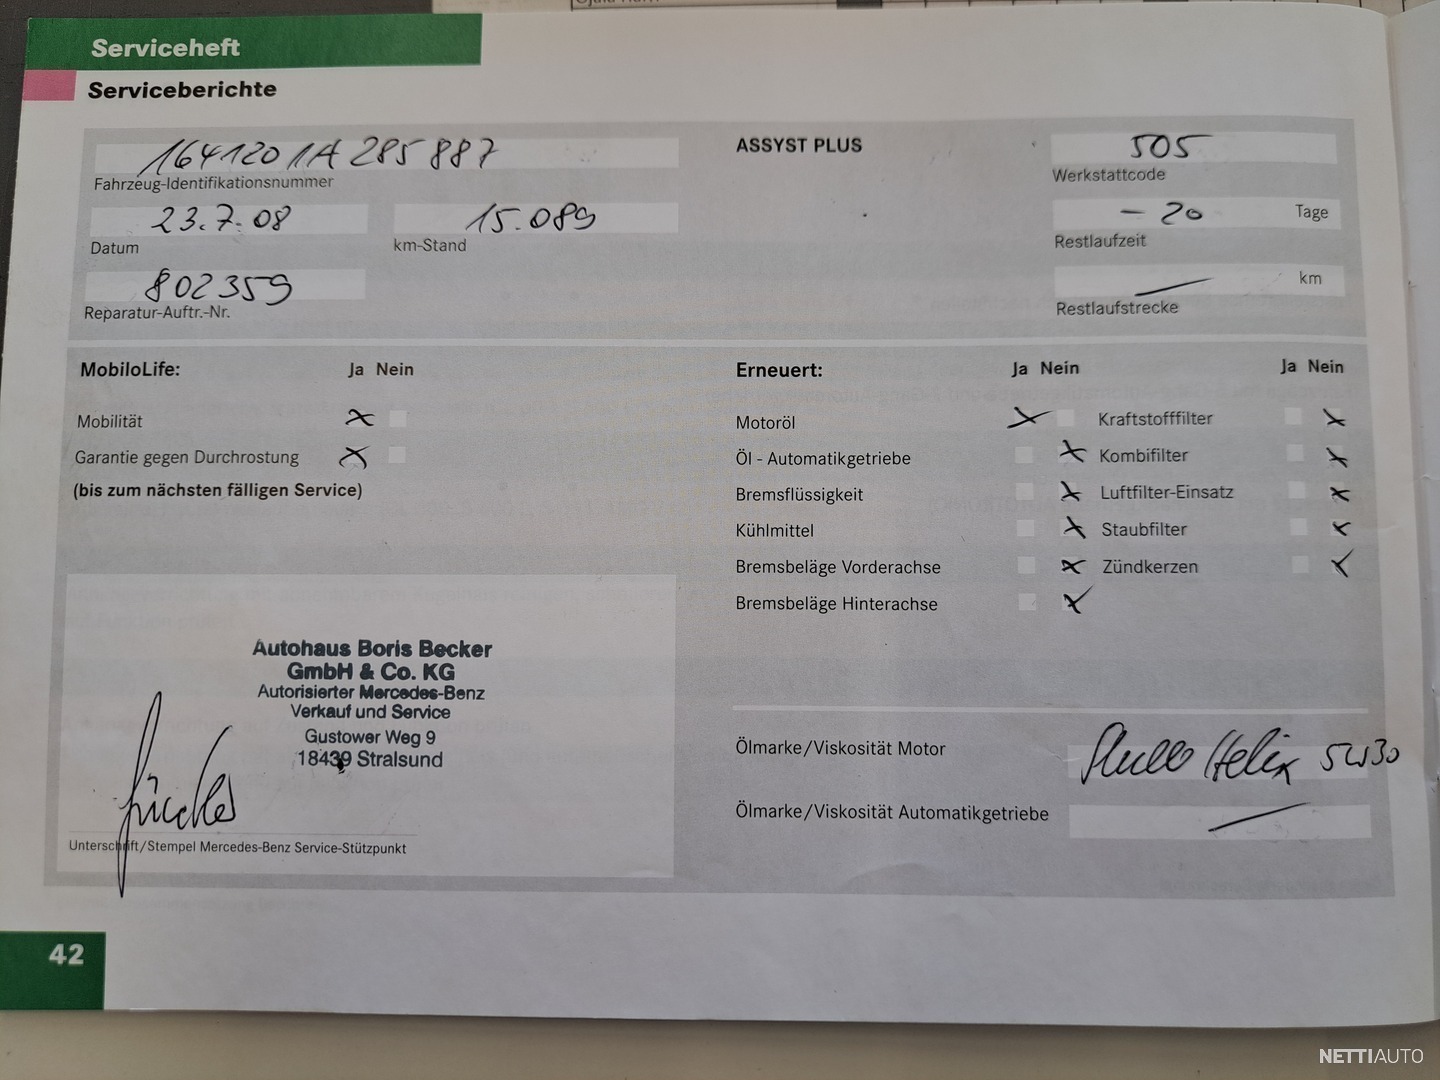 Serviceheft
Serviceberichte
1641201A285887
Fahrzeug-Identifikationsnummer
23.7.08
Datum
15.089
km-Stand
802359
Reparatur-Auftr.-Nr.
ASSYST PLUS
505
Werkstattcode
- 20 Tage
Restlaufzeit
— km
Restlaufstrecke
MobiloLife: Ja Nein
Mobilität x
Garantie gegen Durchrostung x
(bis zum nächsten fälligen Service)
Erneuert: Ja Nein Ja Nein
Motoröl x Kraftstofffilter x
Öl - Automatikgetriebe x Kombifilter x
Bremsflüssigkeit x Luftfilter-Einsatz x
Kühlmittel x Staubfilter x
Bremsbeläge Vorderachse x Zündkerzen x
Bremsbeläge Hinterachse x
Autohaus Boris Becker
GmbH & Co. KG
Autorisierter Mercedes-Benz
Verkauf und Service
Gustower Weg 9
18439 Stralsund
Unterschrift/Stempel Mercedes-Benz Service-Stützpunkt
Ölmarke/Viskosität Motor Helix 5W30
Ölmarke/Viskosität Automatikgetriebe —
42
NETTIAUTO